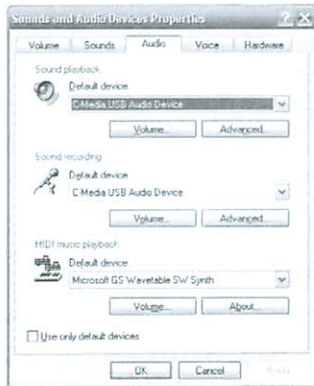 Sounds and Audio Devices Properties
Volume Sounds Audio Voice Hardware
Sound playback
Default device:
C-Media USB Audio Device
Volume... Advanced...
Sound recording
Default device:
C-Media USB Audio Device
Volume... Advanced...
MIDI music playback
Default device:
Microsoft GS Wavetable SW Synth
Volume... About...
Use only default devices
OK Cancel Apply